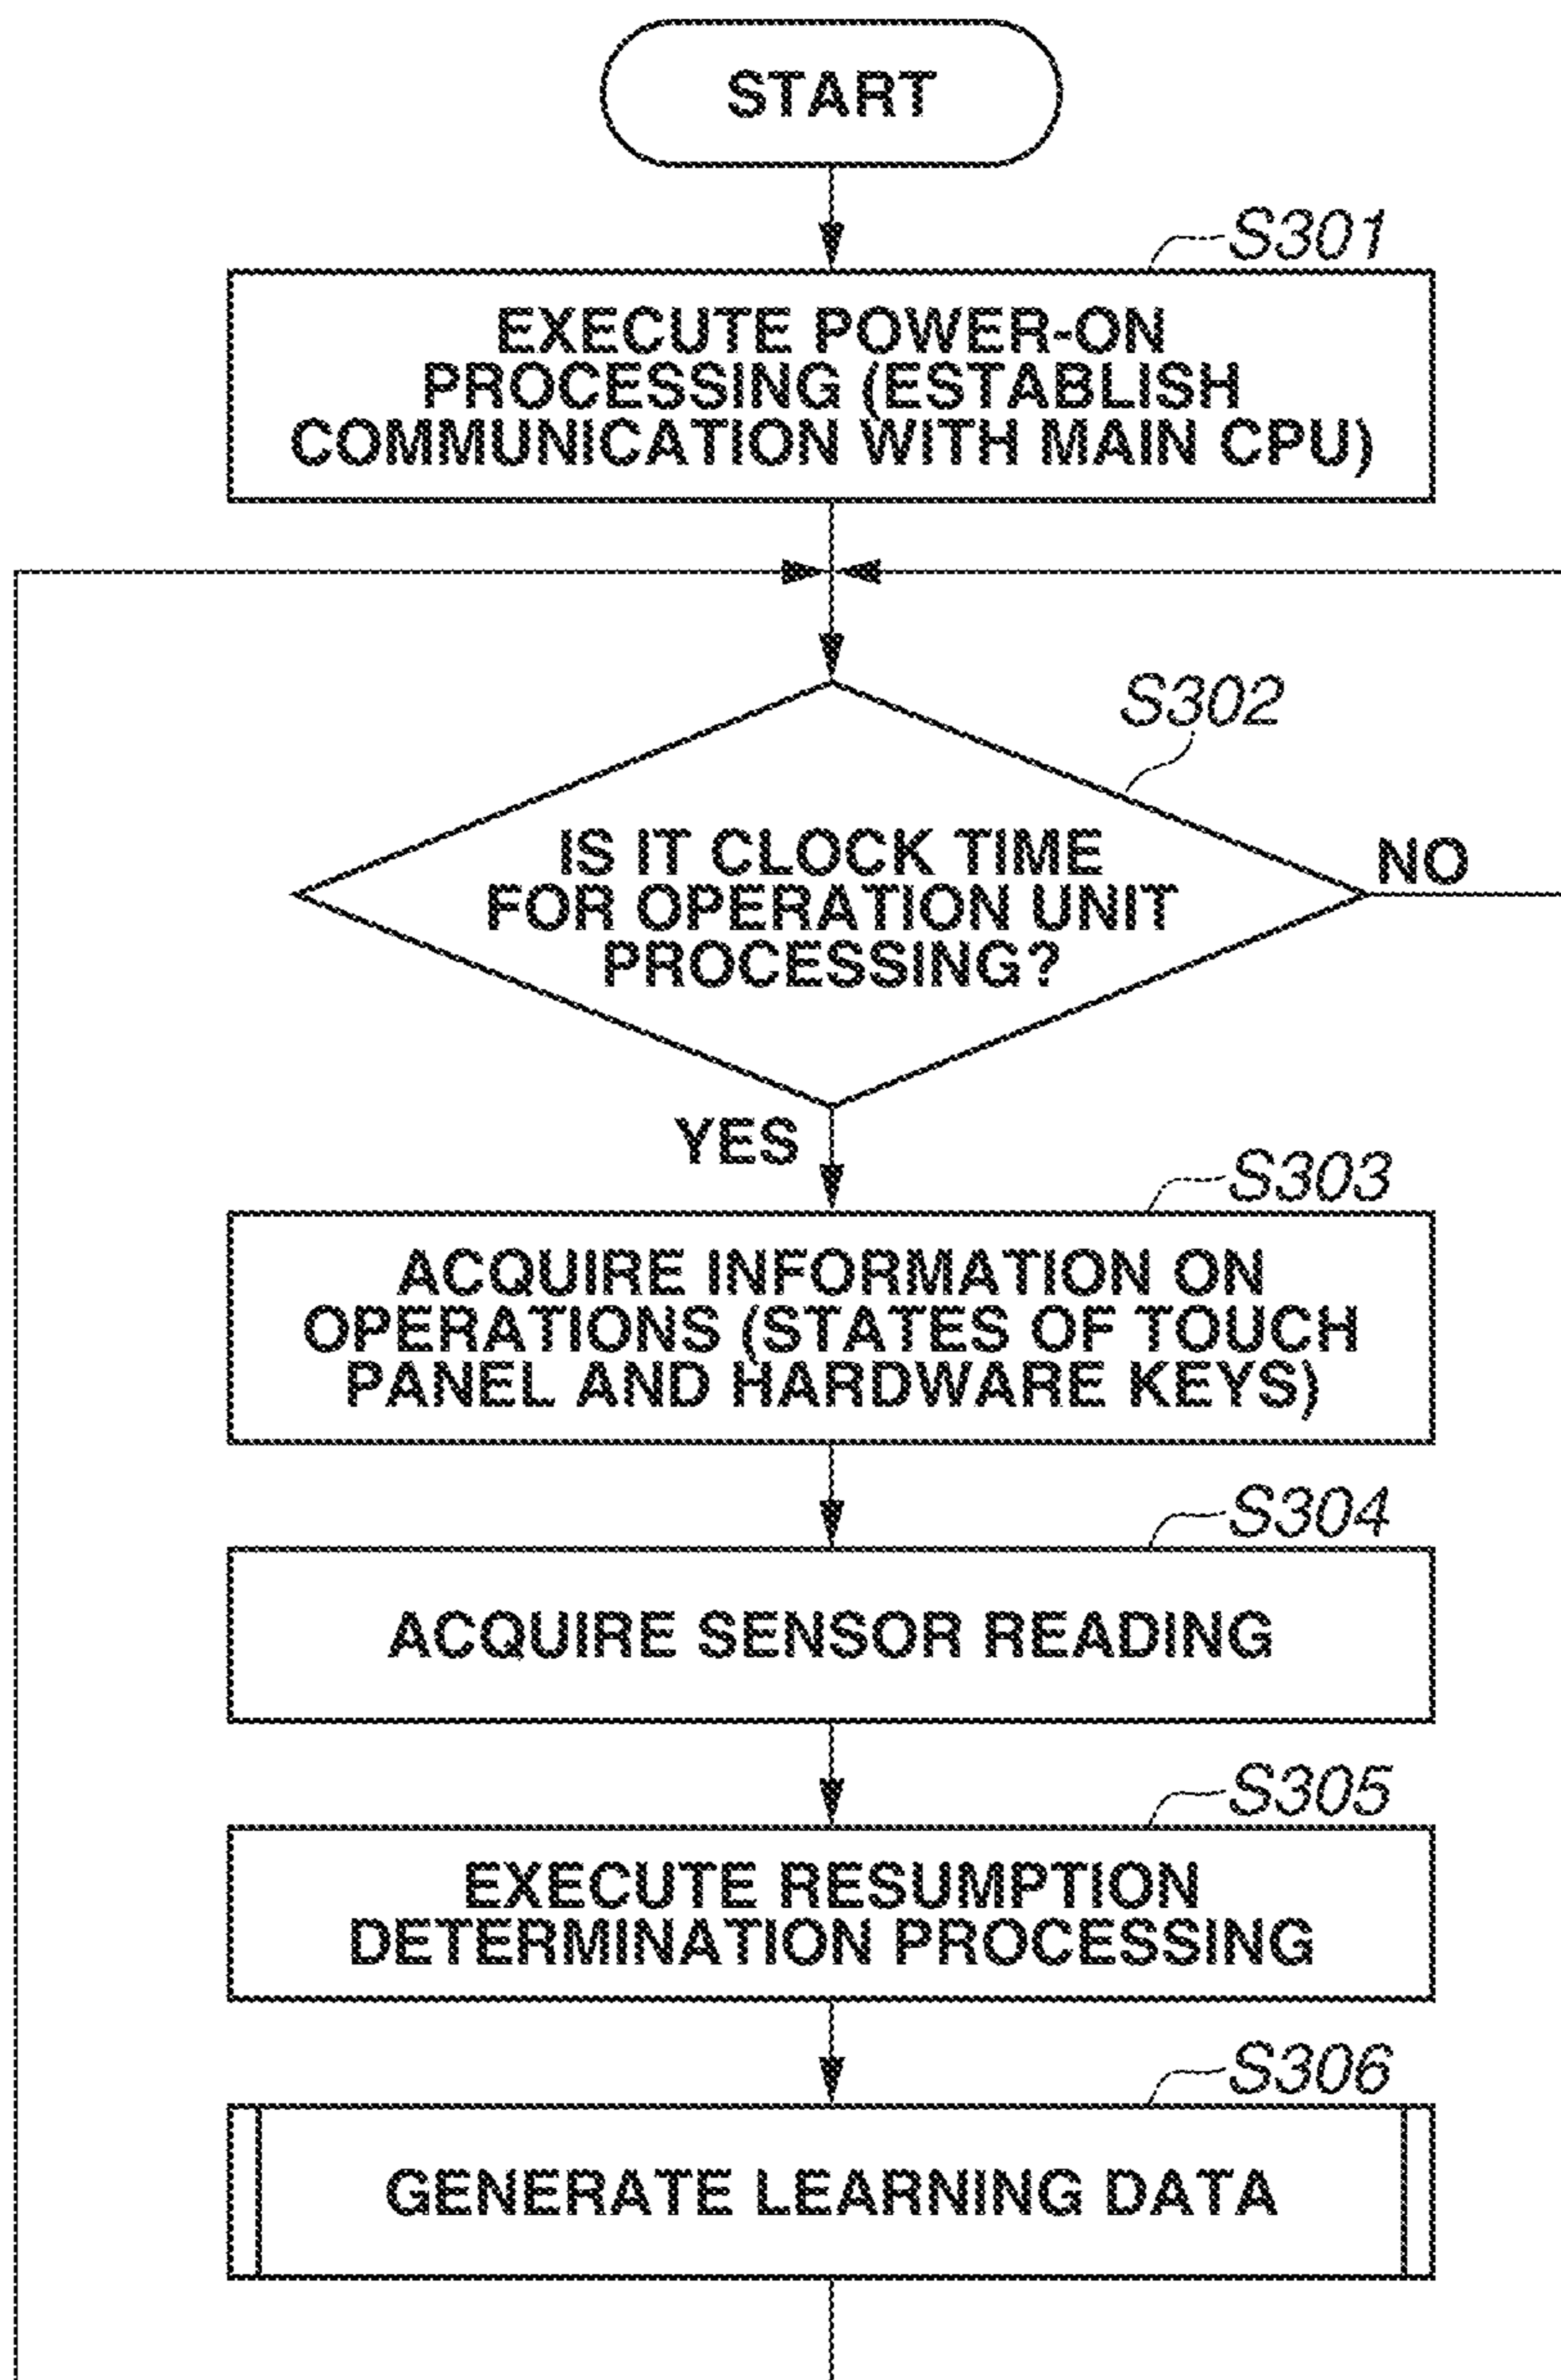 START
S301
EXECUTE POWER-ON
PROCESSING (ESTABLISH
COMMUNICATION WITH MAIN CPU)
S302
IS IT CLOCK TIME
FOR OPERATION UNIT
PROCESSING?
NO
YES
S303
ACQUIRE INFORMATION ON
OPERATIONS (STATES OF TOUCH
PANEL AND HARDWARE KEYS)
S304
ACQUIRE SENSOR READING
S305
EXECUTE RESUMPTION
DETERMINATION PROCESSING
S306
GENERATE LEARNING DATA